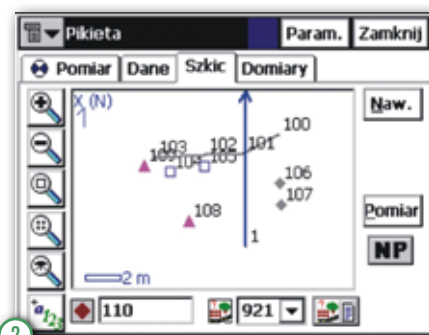 Pikieta Param. Zamknij
Pomiar Dane Szkic Domiary
X (N)
Naw.
100
103 102 101
104 105
106
107
Pomiar
108
NP
1
2 m
110 921
2